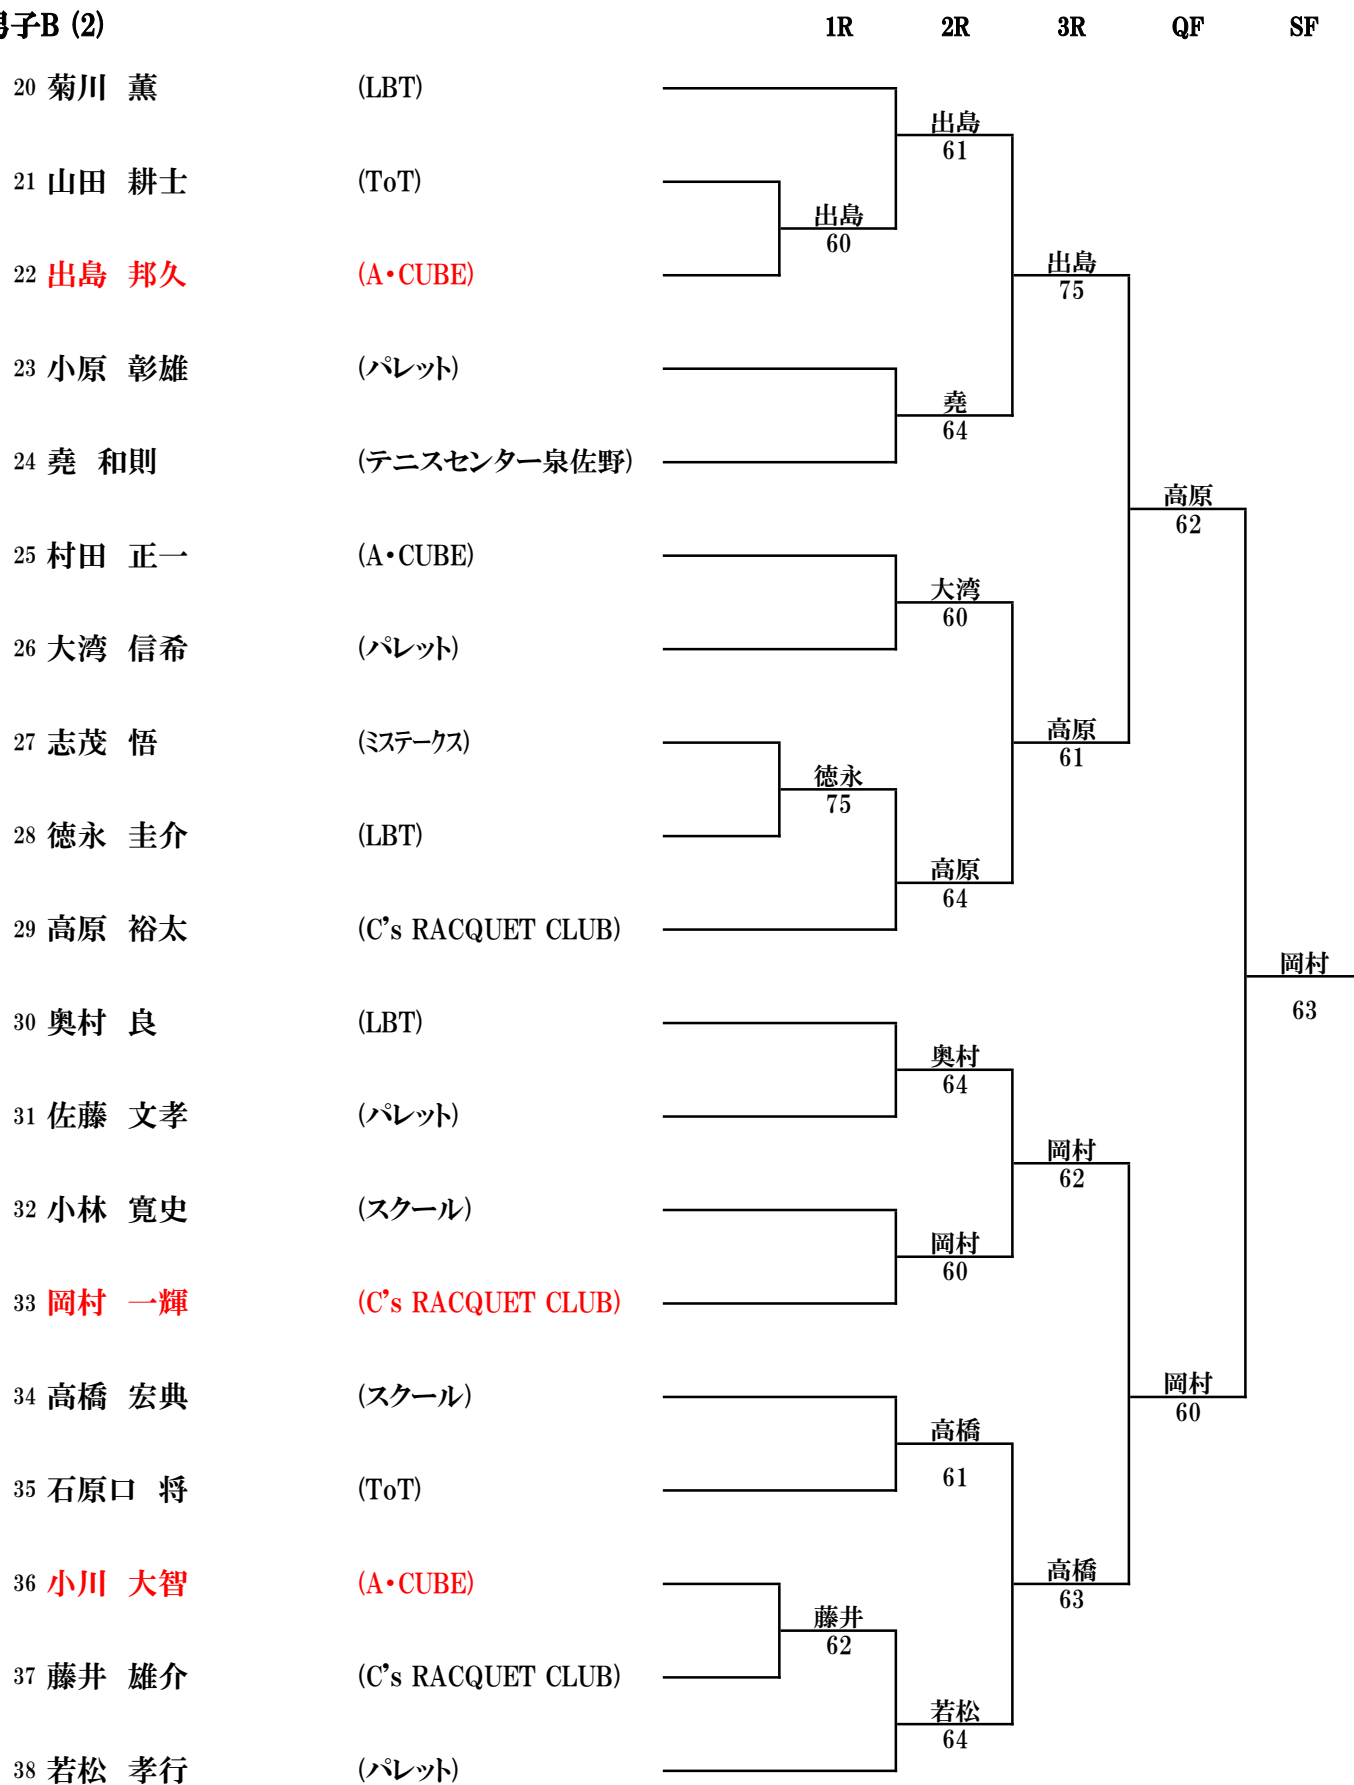 男子B (2) 1R 2R 3R QF SF
20 菊川 薫 (LBT)
出島
61
21 山田 耕士 (ToT)
出島
60
22 出島 邦久 (A・CUBE)
出島
75
23 小原 彰雄 (パレット)
堯
64
24 堯 和則 (テニスセンター泉佐野)
高原
62
25 村田 正一 (A・CUBE)
大湾
60
26 大湾 信希 (パレット)
高原
61
27 志茂 悟 (ミステークス)
徳永
75
28 徳永 圭介 (LBT)
高原
64
29 高原 裕太 (C's RACQUET CLUB)
岡村
63
30 奥村 良 (LBT)
奥村
64
31 佐藤 文孝 (パレット)
岡村
62
32 小林 寛史 (スクール)
岡村
60
33 岡村 一輝 (C's RACQUET CLUB)
岡村
60
34 高橋 宏典 (スクール)
高橋
61
35 石原口 将 (ToT)
高橋
63
36 小川 大智 (A・CUBE)
藤井
62
37 藤井 雄介 (C's RACQUET CLUB)
若松
64
38 若松 孝行 (パレット)